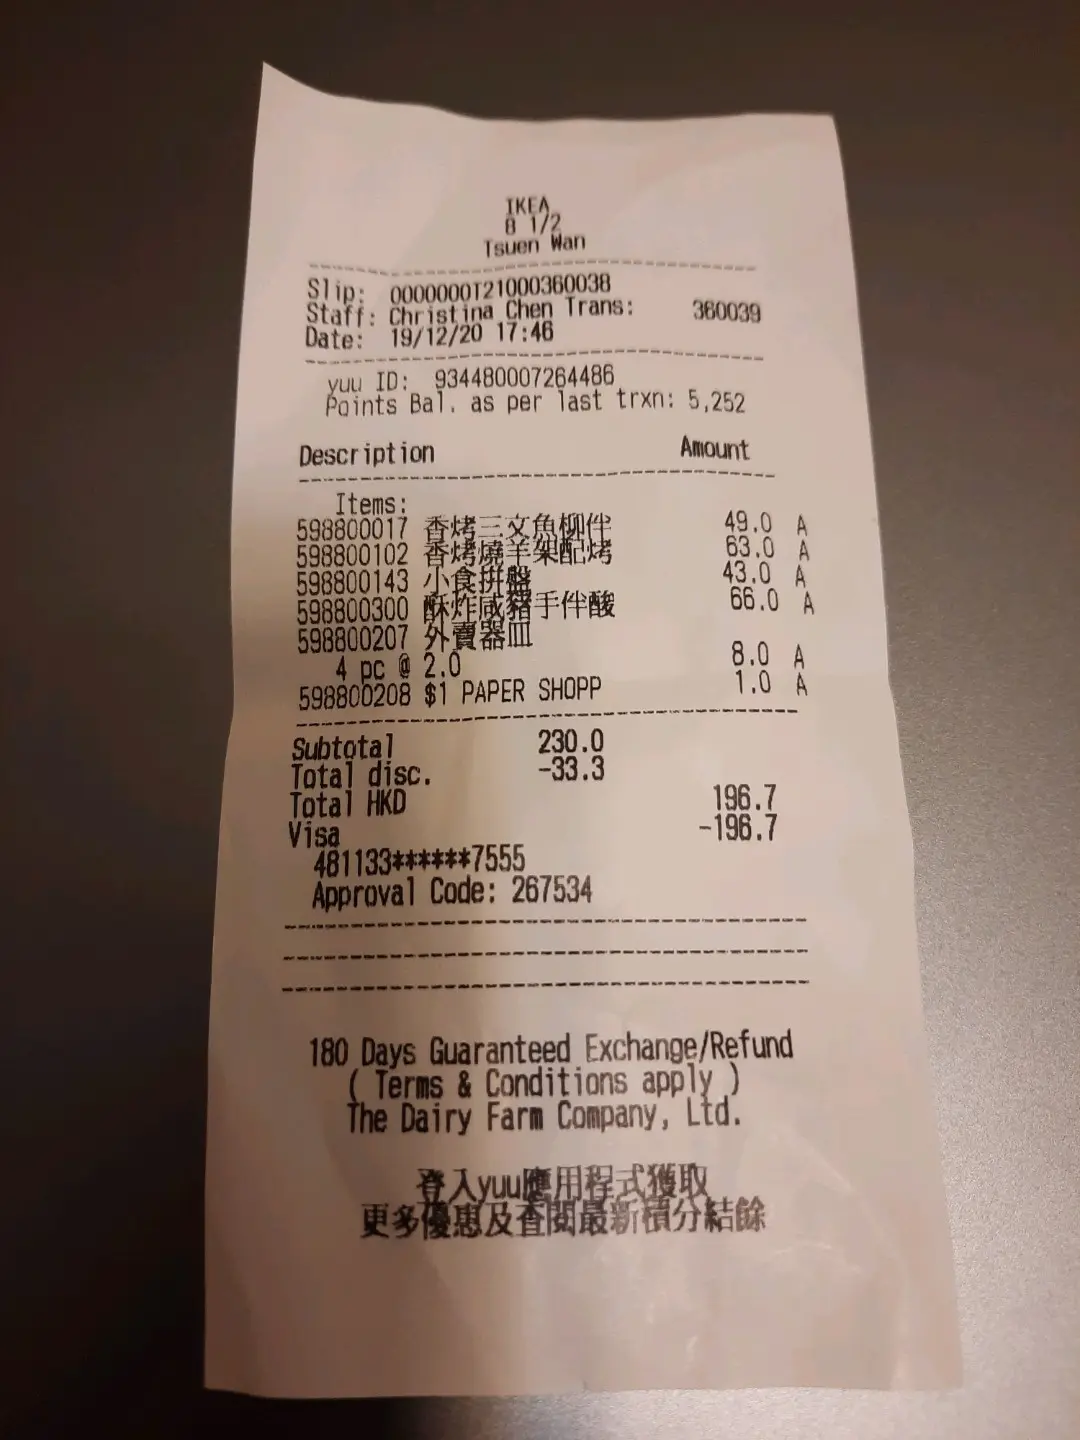 IKEA
8 1/2
Tsuen Wan
Slip: 0000000121000360038
Staff: Christina Chen Trans: 360039
Date: 19/12/20 17:46
yuu ID: 934480007264486
Points Bal. as per last trxn: 5,252
Description Amount
Items:
598800017 香烤三文魚柳伴 49.0 A
598800102 香烤燒羊架配烤 63.0 A
598800143 小食拼盤 43.0 A
598800300 酥炸咸豬手伴酸 66.0 A
598800207 外賣器皿
4 pc @ 2.0 8.0 A
598800208 $1 PAPER SHOPP 1.0 A
Subtotal 230.0
Total disc. -33.3
Total HKD 196.7
Visa -196.7
481133******7555
Approval Code: 267534
180 Days Guaranteed Exchange/Refund
( Terms & Conditions apply )
The Dairy Farm Company, Ltd.
登入yuu應用程式獲取
更多優惠及查閱最新積分結餘